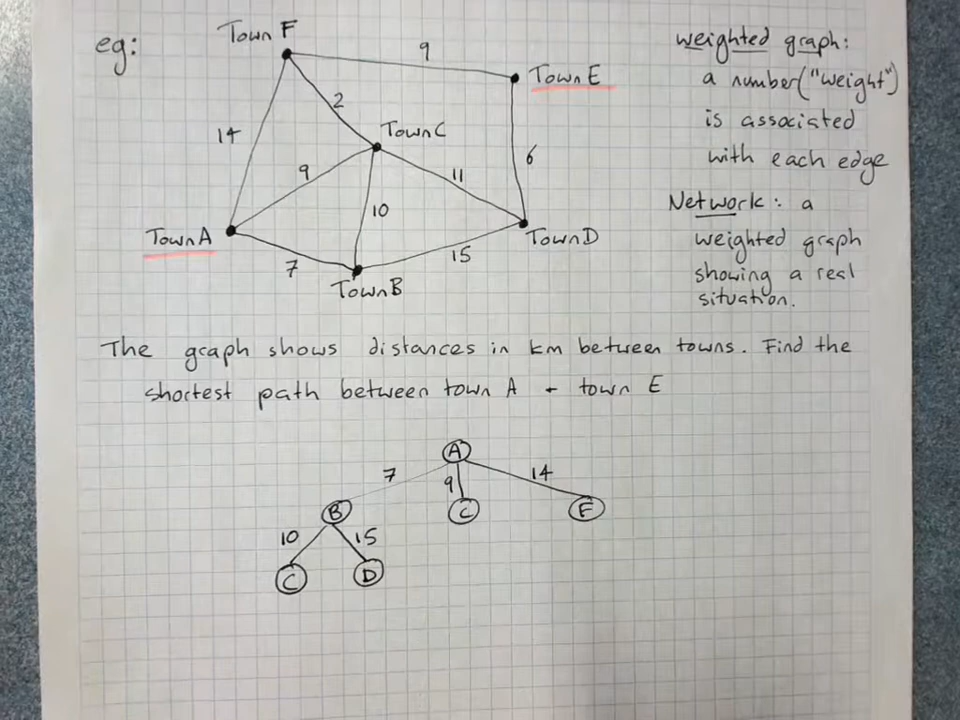 eg:
Town F
9
Town E
2
14
Town C
9
11
6
10
Town A
Town D
7
15
Town B
weighted graph:
a number("weight")
is associated
with each edge
Network: a
weighted graph
showing a real
situation.
The graph shows distances in km between towns. Find the
shortest path between town A + town E
A
7
9
14
B
C
F
10
15
C
D